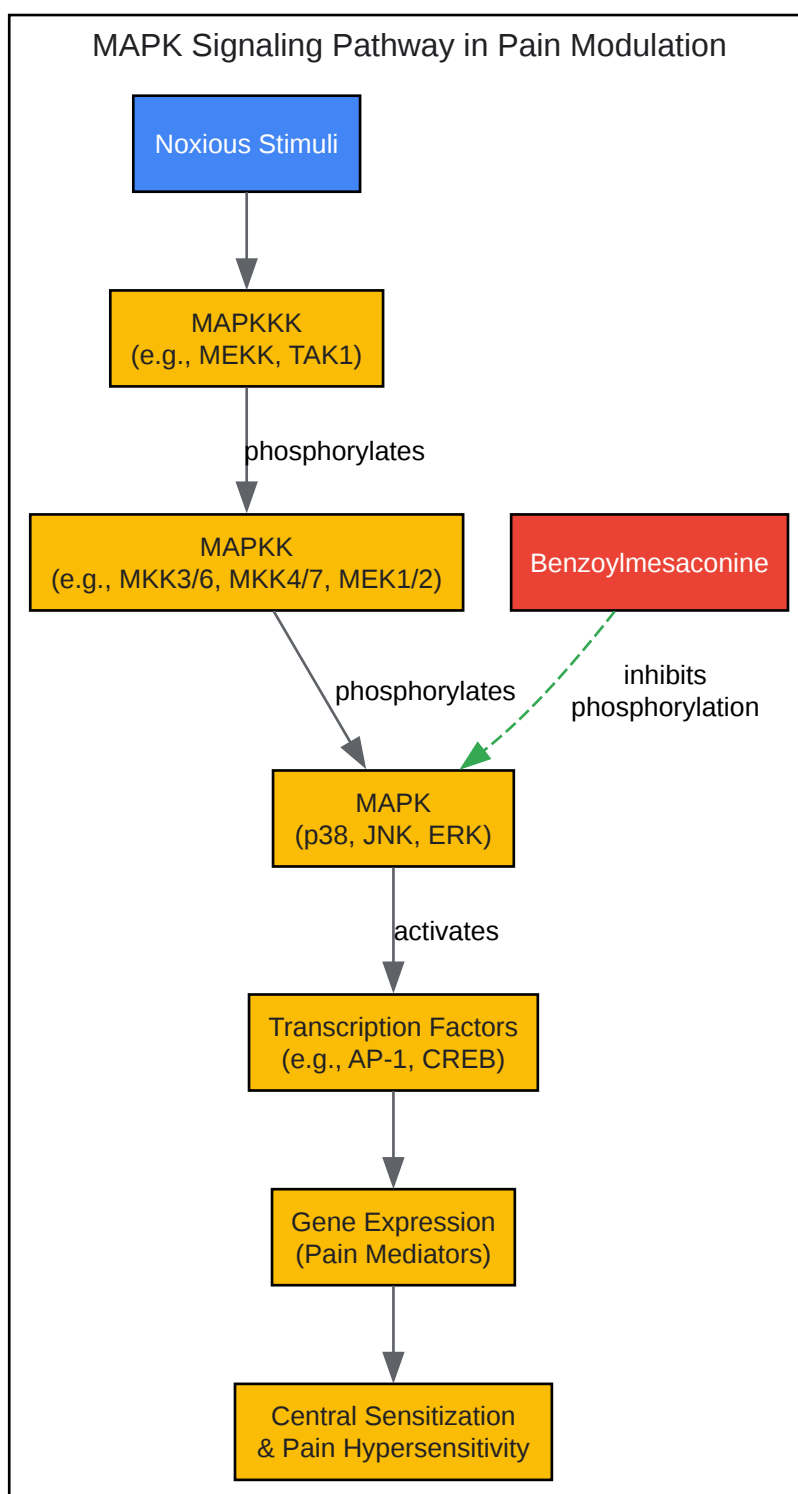 MAPK Signaling Pathway in Pain Modulation
Noxious Stimuli
MAPKKK
(e.g., MEKK, TAK1)
phosphorylates
MAPKK
(e.g., MKK3/6, MKK4/7, MEK1/2)
Benzoylmesaconine
phosphorylates
inhibits
phosphorylation
MAPK
(p38, JNK, ERK)
activates
Transcription Factors
(e.g., AP-1, CREB)
Gene Expression
(Pain Mediators)
Central Sensitization
& Pain Hypersensitivity